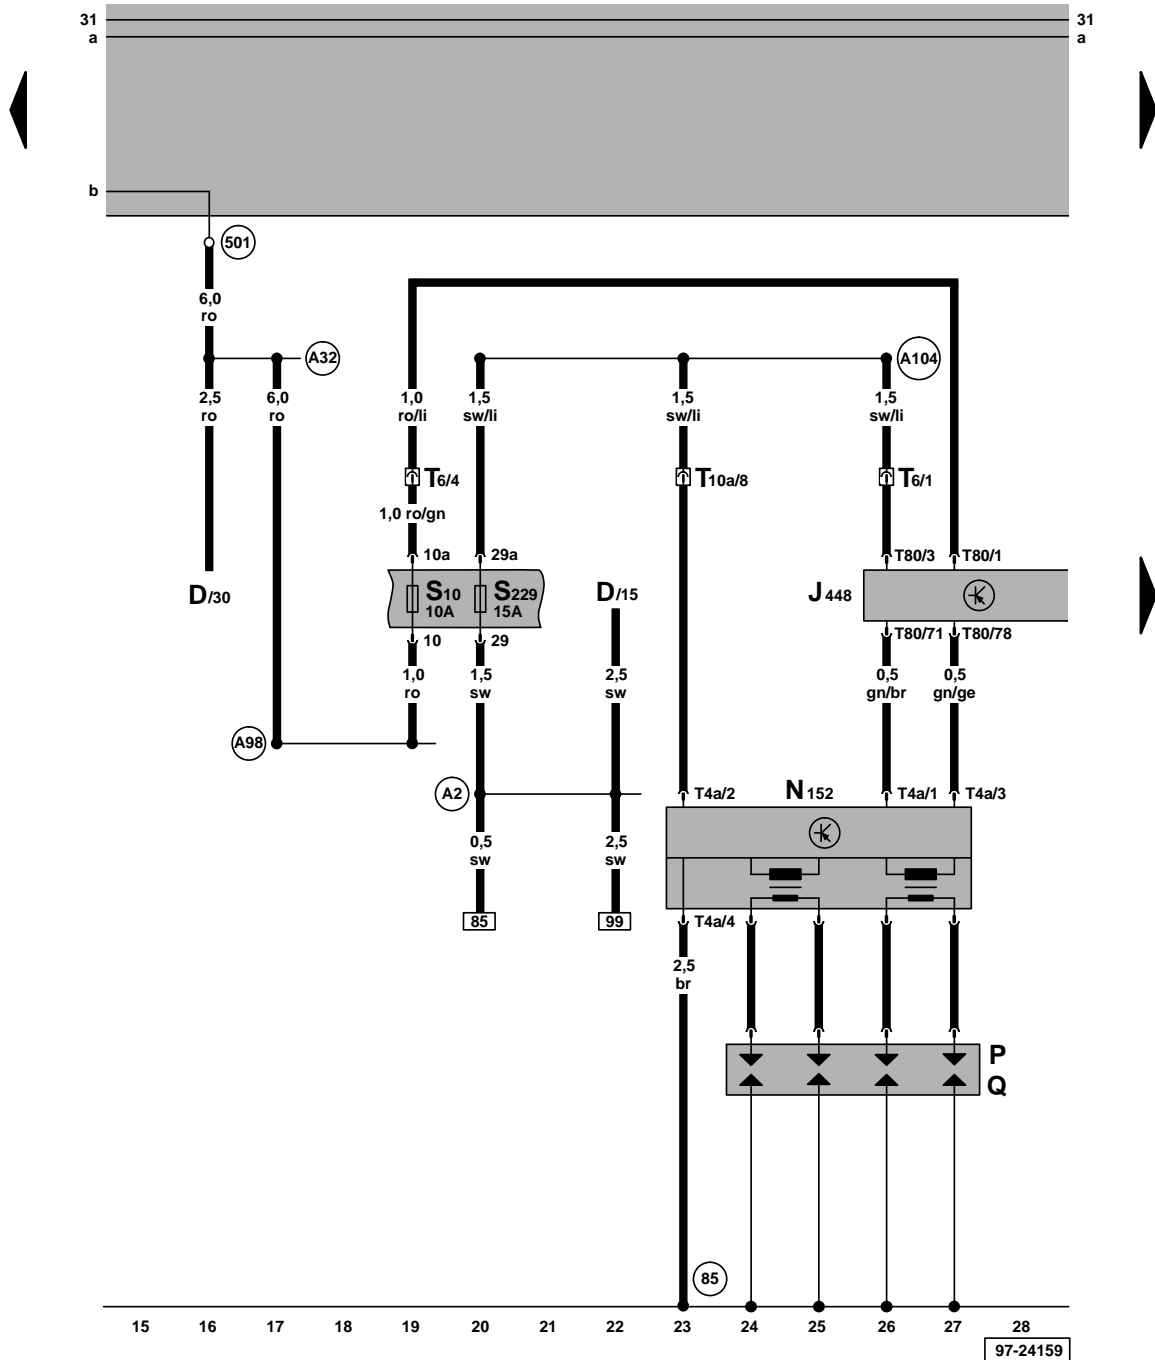 31 31
a a
b
501
6,0
ro
A32 A104
2,5 6,0 1,0 1,5 1,5 1,5
ro ro ro/li sw/li sw/li sw/li
T6/4 T10a/8 T6/1
1,0 ro/gn
10a 29a T80/3 T80/1
D/30 S10 S229 D/15 J448
10A 15A
10 29 T80/71 T80/78
1,0 1,5 2,5 0,5 0,5
ro sw sw gn/br gn/ge
A98
A2 T4a/2 N152 T4a/1 T4a/3
0,5 2,5
sw sw
85 99 T4a/4
2,5
br
P
Q
85
15 16 17 18 19 20 21 22 23 24 25 26 27 28
97-24159